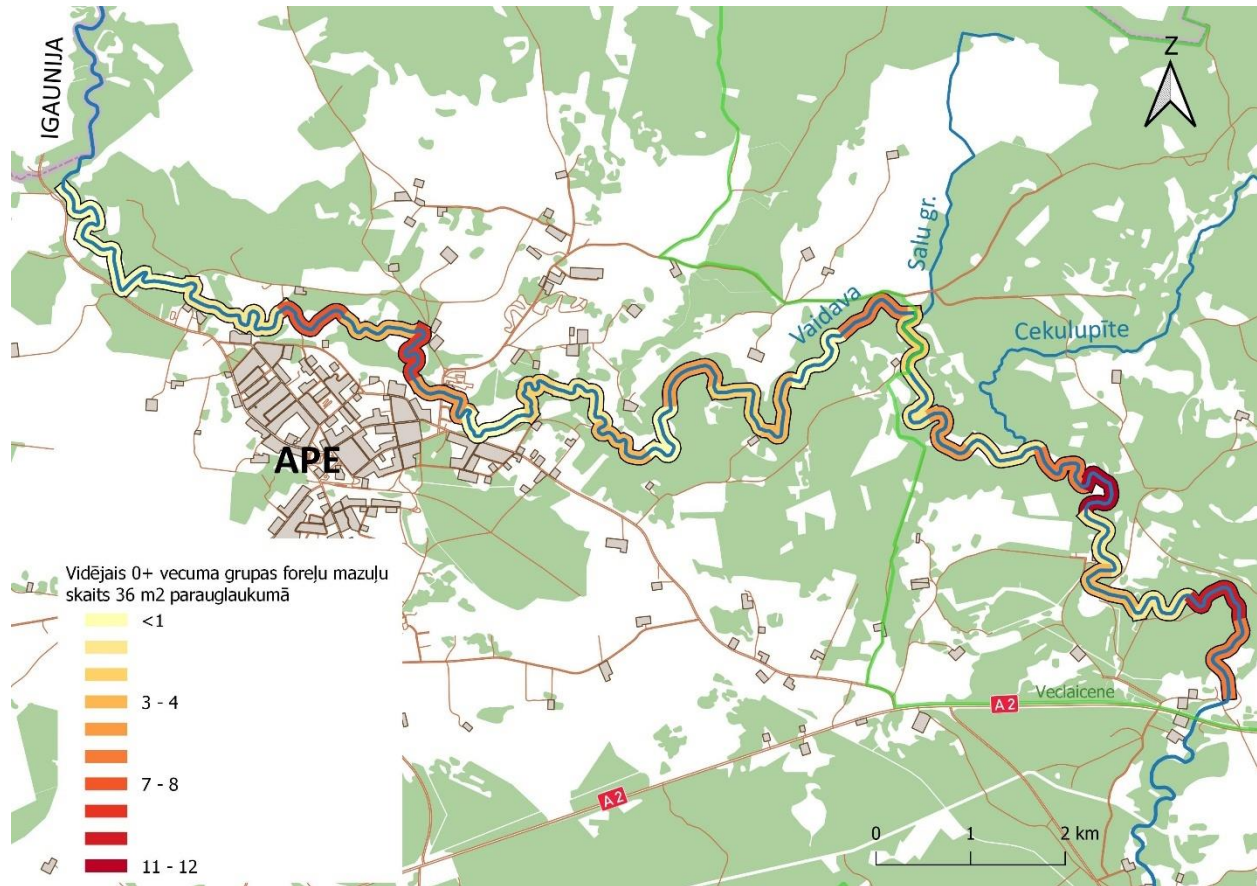 IGAUNIJA
Z
Salu gr.
Vaidava
Cekulupīte
APE
Veclaicene
A2
A2
Vidējais 0+ vecuma grupas foreļu mazuļu
skaits 36 m2 parauglaukumā
<1
3 - 4
7 - 8
11 - 12
0 1 2 km